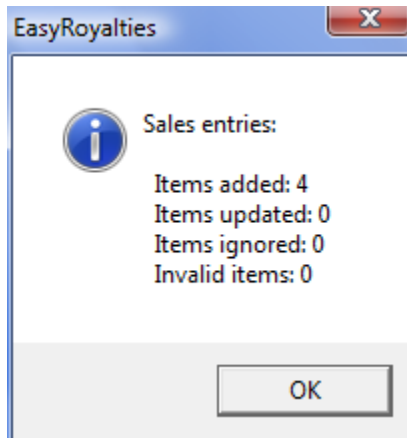 EasyRoyalties
Sales entries:
Items added: 4
Items updated: 0
Items ignored: 0
Invalid items: 0
OK